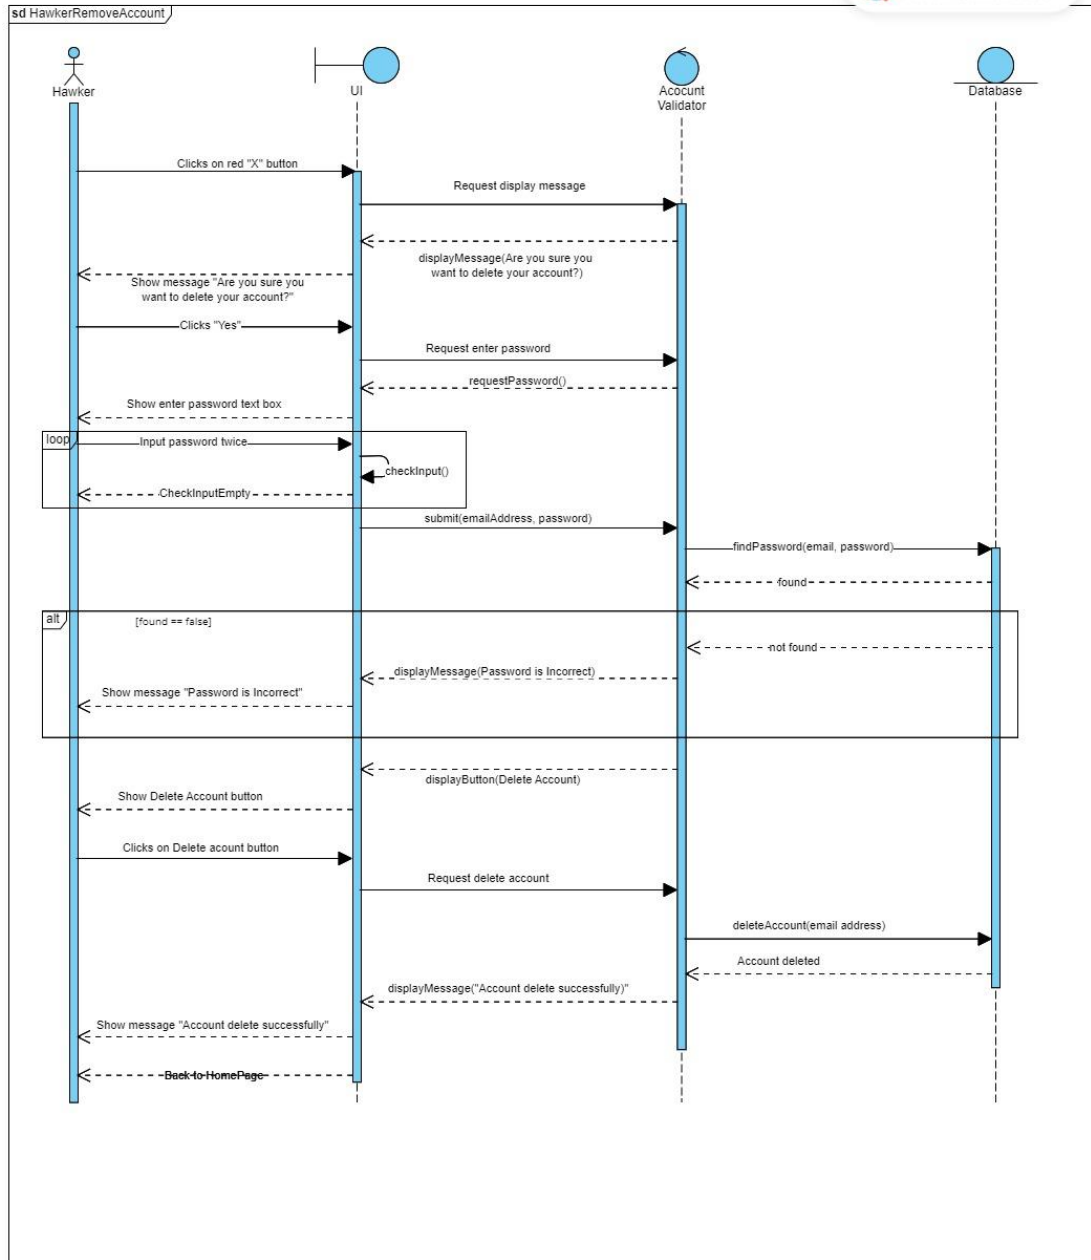 sd HawkerRemoveAccount
Hawker
UI
Acocunt
Validator
Database
Clicks on red "X" button
Request display message
displayMessage(Are you sure you
want to delete your account?)
Show message "Are you sure you
want to delete your account?"
Clicks "Yes"
Request enter password
requestPassword()
Show enter password text box
loop
Input password twice
checkInput()
CheckInputEmpty
submit(emailAddress, password)
findPassword(email, password)
found
alt
[found == false]
not found
displayMessage(Password is Incorrect)
Show message "Password is Incorrect"
displayButton(Delete Account)
Show Delete Account button
Clicks on Delete acount button
Request delete account
deleteAccount(email address)
Account deleted
displayMessage("Account delete successfully)"
Show message "Account delete successfully"
Back to HomePage